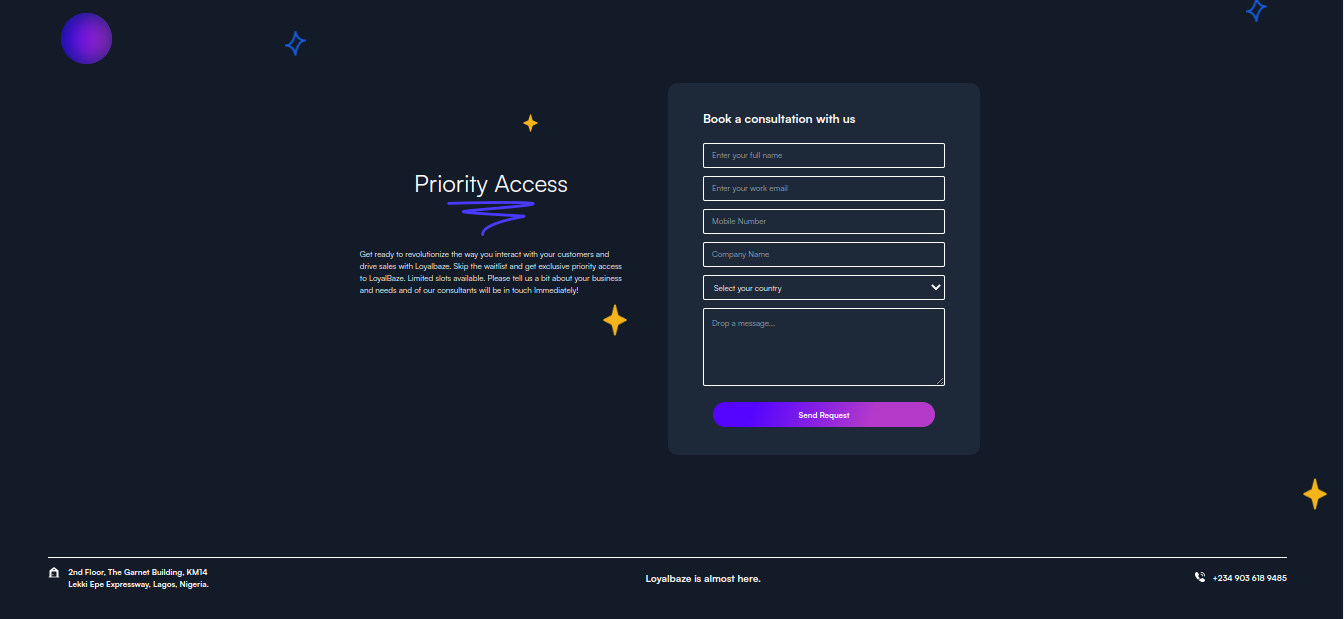 Priority Access
Get ready to revolutionize the way you interact with your customers and
drive sales with Loyalbaze. Skip the waitlist and get exclusive priority access
to LoyalBaze. Limited slots available. Please tell us a bit about your business
and needs and of our consultants will be in touch Immediately!
Book a consultation with us
Enter your full name
Enter your work email
Mobile Number
Company Name
Select your country
Drop a message...
Send Request
2nd Floor, The Garnet Building, KM14
Lekki Epe Expressway, Lagos, Nigeria.
Loyalbaze is almost here.
+234 903 618 9485